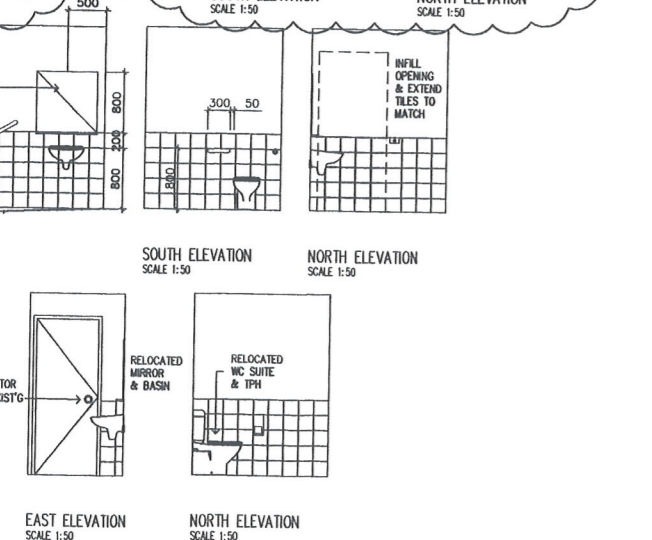 500
SCALE 1:50
NORTH ELEVATION
SCALE 1:50
800
200
800
300 50
800
INFILL
OPENING
& EXTEND
TILES TO
MATCH
SOUTH ELEVATION
SCALE 1:50
NORTH ELEVATION
SCALE 1:50
RELOCATED
MIRROR
& BASIN
RELOCATED
WC SUITE
& TPH
EAST ELEVATION
SCALE 1:50
NORTH ELEVATION
SCALE 1:50